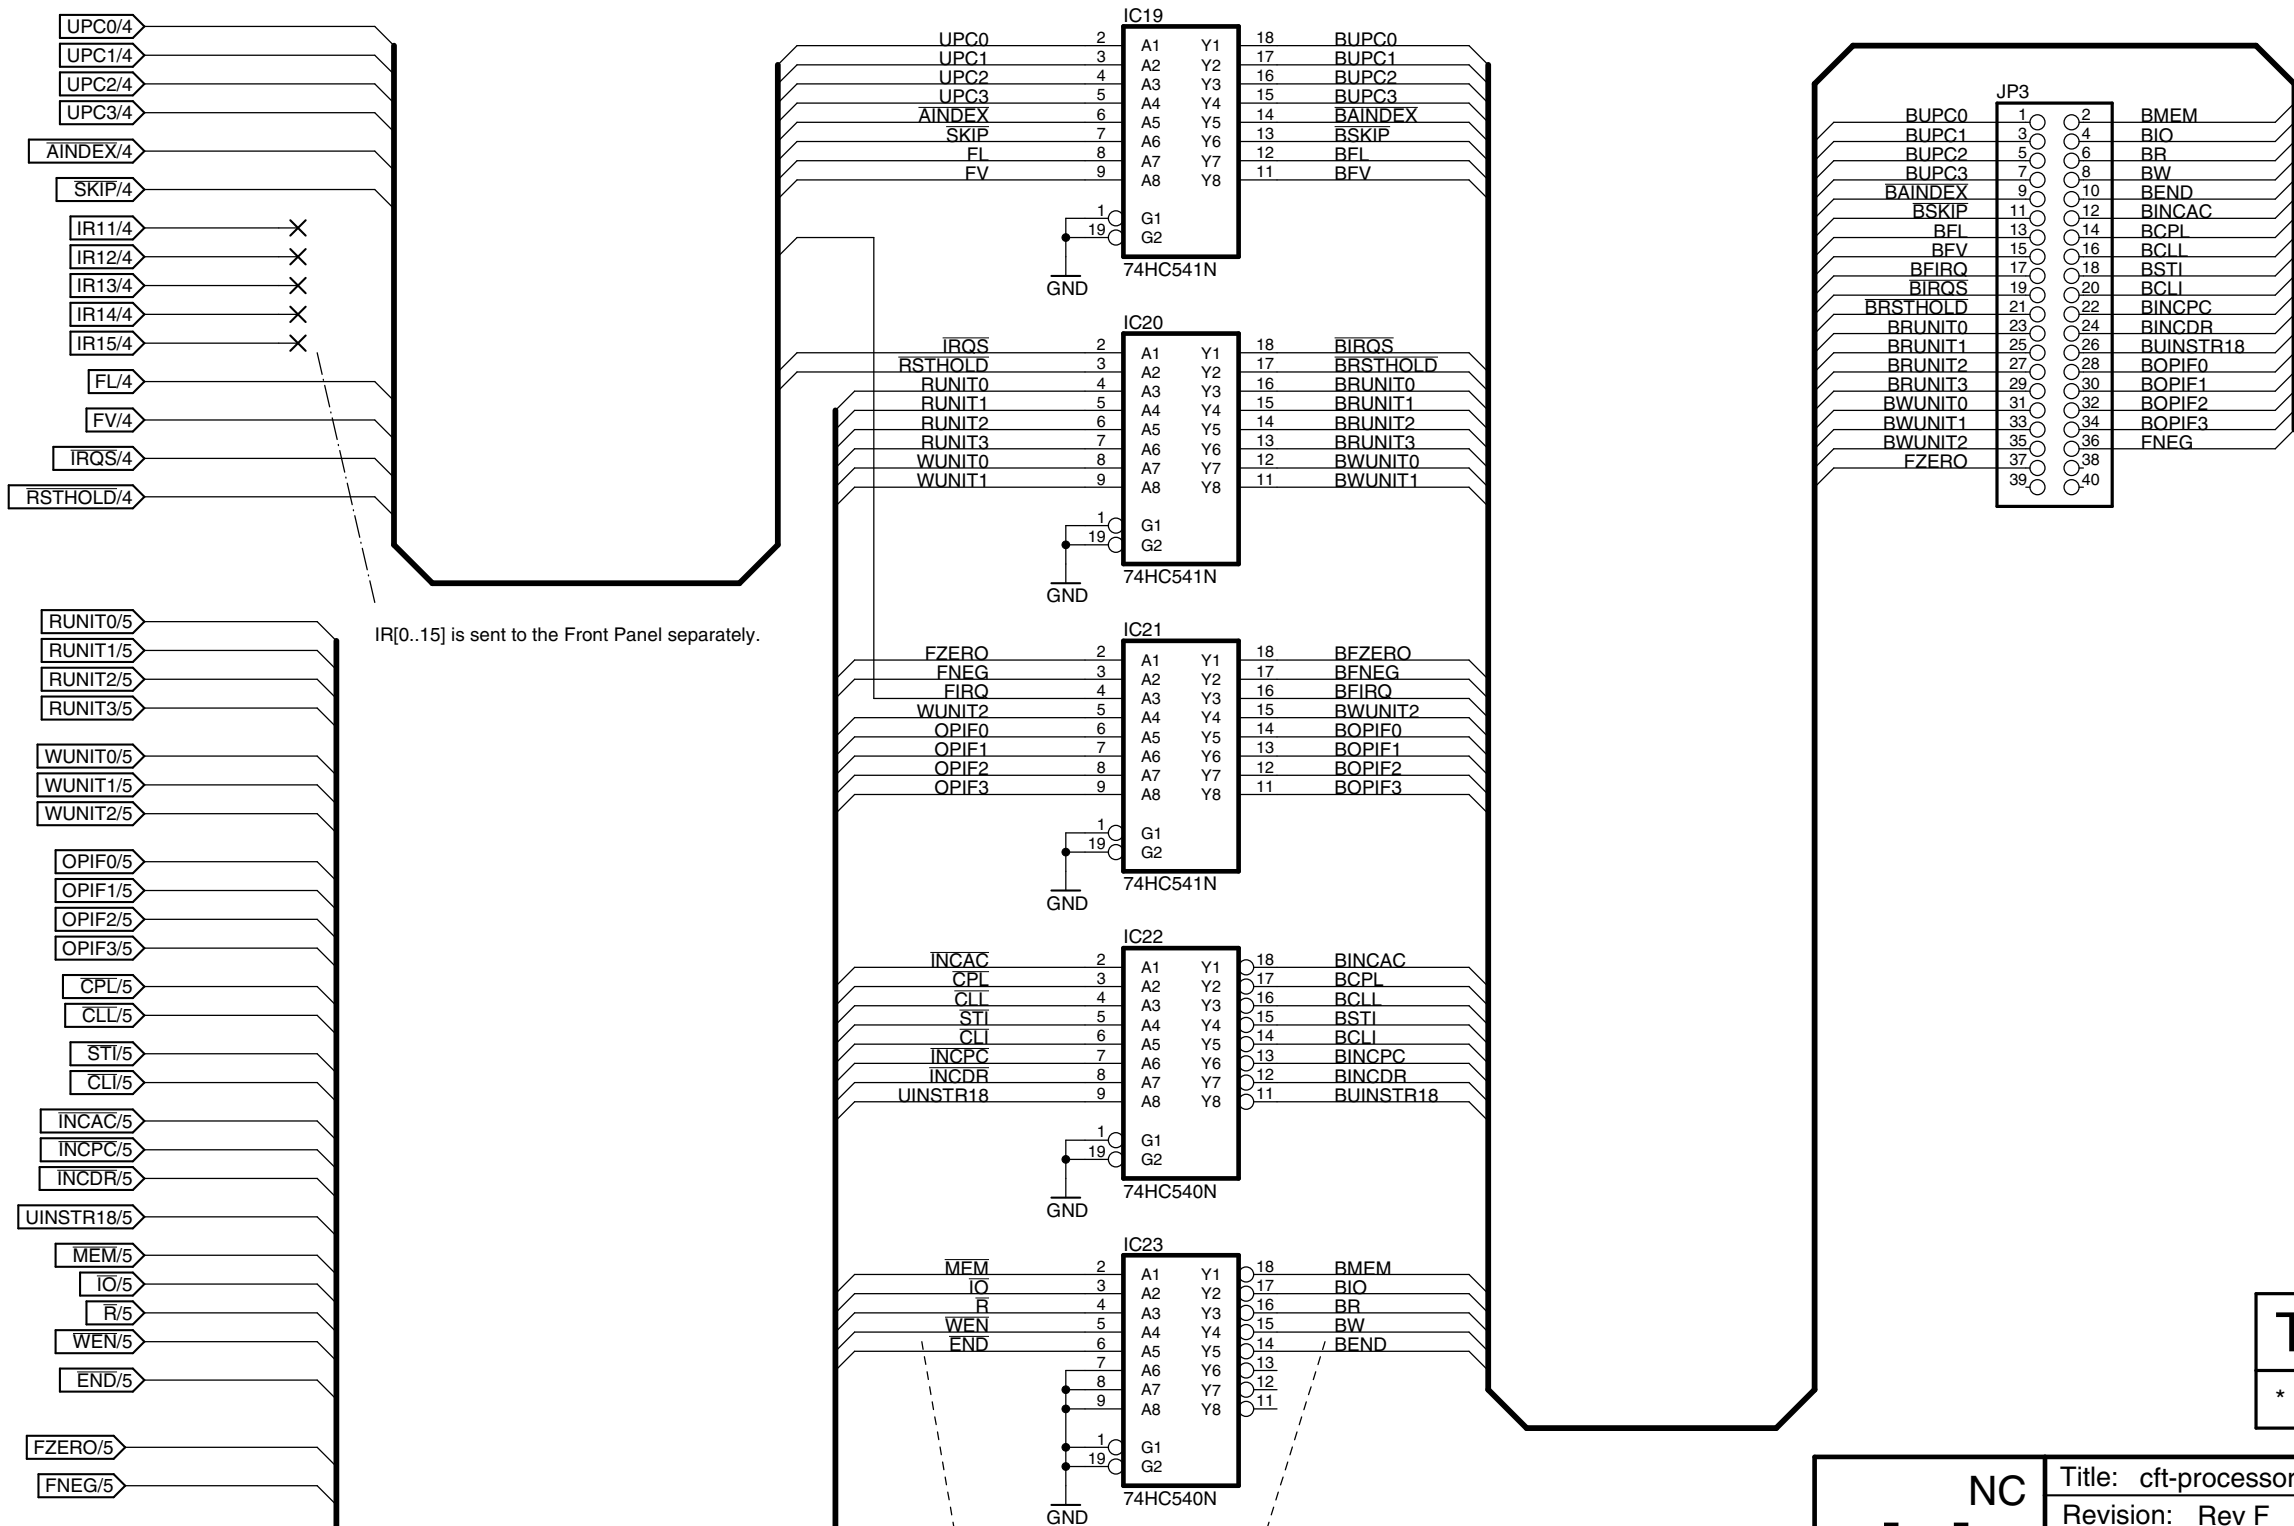 UPC0/4
UPC1/4
UPC2/4
UPC3/4
AINDEX/4
SKIP/4
IR11/4
IR12/4
IR13/4
IR14/4
IR15/4
FL/4
FV/4
IRQS/4
RSTHOLD/4
IR[0..15] is sent to the Front Panel separately.
RUNIT0/5
RUNIT1/5
RUNIT2/5
RUNIT3/5
WUNIT0/5
WUNIT1/5
WUNIT2/5
OPIF0/5
OPIF1/5
OPIF2/5
OPIF3/5
CPL/5
CLL/5
STI/5
CLI/5
INCAC/5
INCPC/5
INCDR/5
UINSTR18/5
MEM/5
IO/5
R/5
WEN/5
END/5
FZERO/5
FNEG/5
IC19
UPC0 2 A1 Y1 18 BUPC0
UPC1 3 A2 Y2 17 BUPC1
UPC2 4 A3 Y3 16 BUPC2
UPC3 5 A4 Y4 15 BUPC3
AINDEX 6 A5 Y5 14 BAINDEX
SKIP 7 A6 Y6 13 BSKIP
FL 8 A7 Y7 12 BFL
FV 9 A8 Y8 11 BFV
1 G1
19 G2
74HC541N
GND
IC20
IRQS 2 A1 Y1 18 BIRQS
RSTHOLD 3 A2 Y2 17 BRSTHOLD
RUNIT0 4 A3 Y3 16 BRUNIT0
RUNIT1 5 A4 Y4 15 BRUNIT1
RUNIT2 6 A5 Y5 14 BRUNIT2
RUNIT3 7 A6 Y6 13 BRUNIT3
WUNIT0 8 A7 Y7 12 BWUNIT0
WUNIT1 9 A8 Y8 11 BWUNIT1
1 G1
19 G2
74HC541N
GND
IC21
FZERO 2 A1 Y1 18 BFZERO
FNEG 3 A2 Y2 17 BFNEG
FIRQ 4 A3 Y3 16 BFIRQ
WUNIT2 5 A4 Y4 15 BWUNIT2
OPIF0 6 A5 Y5 14 BOPIF0
OPIF1 7 A6 Y6 13 BOPIF1
OPIF2 8 A7 Y7 12 BOPIF2
OPIF3 9 A8 Y8 11 BOPIF3
1 G1
19 G2
74HC541N
GND
IC22
INCAC 2 A1 Y1 18 BINCAC
CPL 3 A2 Y2 17 BCPL
CLL 4 A3 Y3 16 BCLL
STI 5 A4 Y4 15 BSTI
CLI 6 A5 Y5 14 BCLI
INCPC 7 A6 Y6 13 BINCPC
INCDR 8 A7 Y7 12 BINCDR
UINSTR18 9 A8 Y8 11 BUINSTR18
1 G1
19 G2
74HC540N
GND
IC23
MEM 2 A1 Y1 18 BMEM
IO 3 A2 Y2 17 BIO
R 4 A3 Y3 16 BR
WEN 5 A4 Y4 15 BW
END 6 A5 Y5 14 BEND
7 A6 Y6 13
8 A7 Y7 12
9 A8 Y8 11
1 G1
19 G2
74HC540N
GND
JP3
BUPC0 1 2 BMEM
BUPC1 3 4 BIO
BUPC2 5 6 BR
BUPC3 7 8 BW
BAINDEX 9 10 BEND
BSKIP 11 12 BINCAC
BFL 13 14 BCPL
BFV 15 16 BCLL
BFIRQ 17 18 BSTI
BIRQS 19 20 BCLI
BRSTHOLD 21 22 BINCPC
BRUNIT0 23 24 BINCDR
BRUNIT1 25 26 BUINSTR18
BRUNIT2 27 28 BOPIF0
BRUNIT3 29 30 BOPIF1
BWUNIT0 31 32 BOPIF2
BWUNIT1 33 34 BOPIF3
BWUNIT2 35 36 FNEG
FZERO 37 38
39 40
*
NC
Title: cft-processor
Revision: Rev F